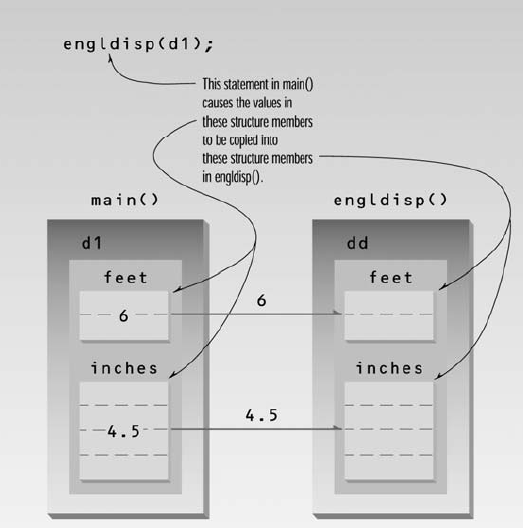 engldisp(d1);
This statement in main()
causes the values in
these structure members
to be copied into
these structure members
in engldisp().
main()
engldisp()
d1
dd
feet
feet
6
6
inches
inches
4.5
4.5